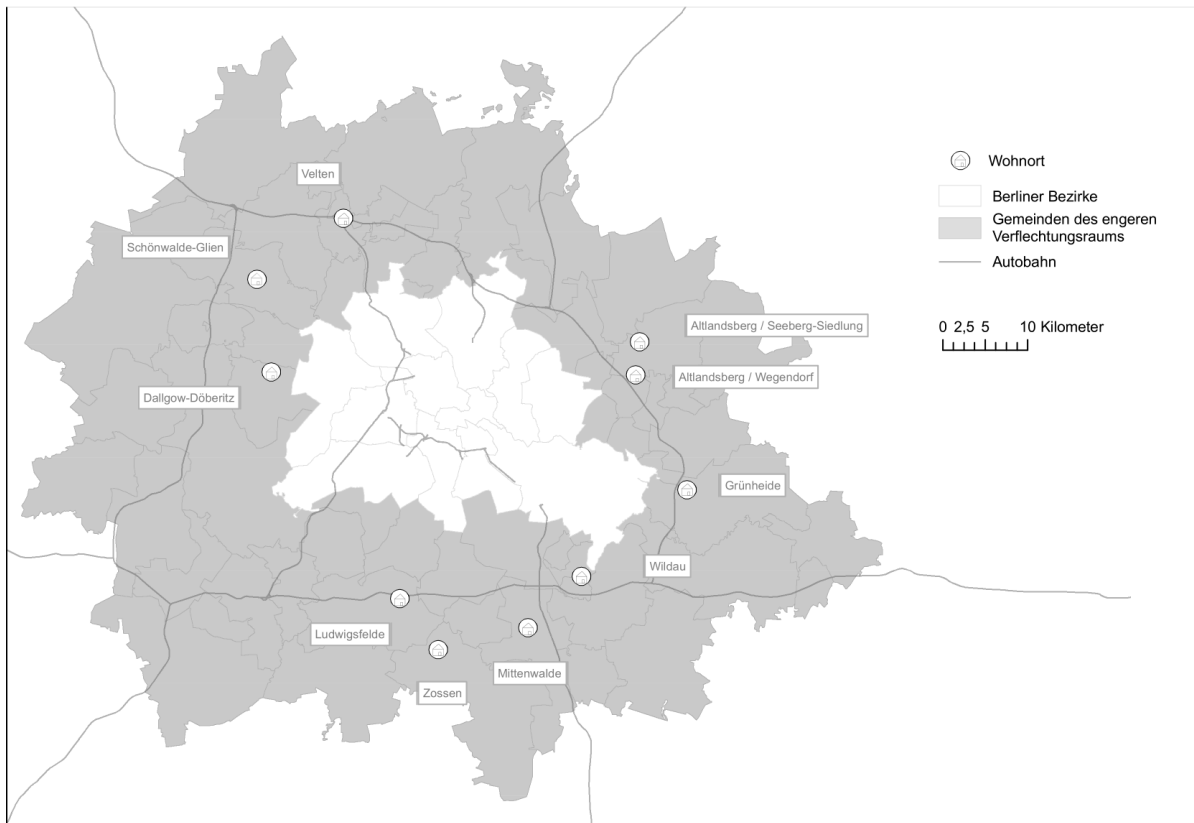 Velten
Schönwalde-Glien
Dallgow-Döberitz
Altlandsberg / Seeberg-Siedlung
Altlandsberg / Wegendorf
Grünheide
Wildau
Ludwigsfelde
Mittenwalde
Zossen
Wohnort
Berliner Bezirke
Gemeinden des engeren
Verflechtungsraums
Autobahn
0 2,5 5 10 Kilometer